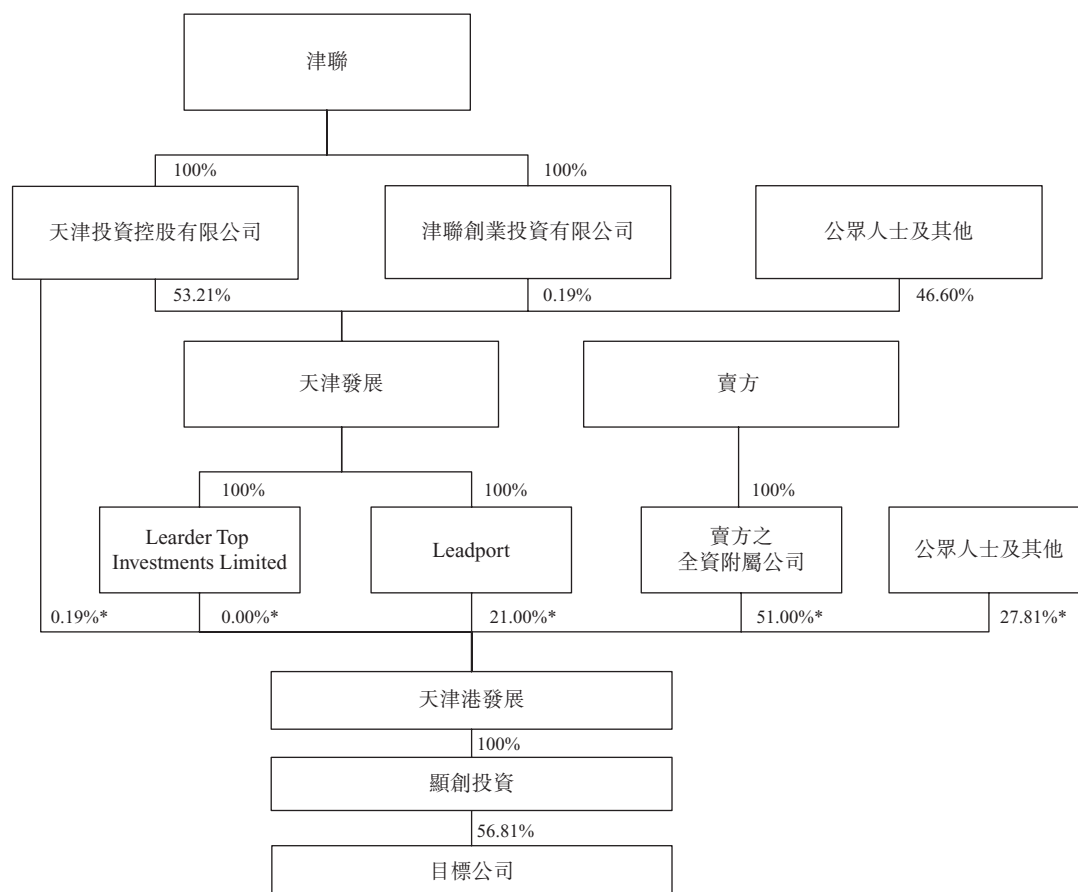 津聯
100%
100%
天津投資控股有限公司
津聯創業投資有限公司
公眾人士及其他
53.21%
0.19%
46.60%
天津發展
賣方
100%
100%
100%
Learder Top
Investments Limited
Leadport
賣方之
全資附屬公司
公眾人士及其他
0.19%*
0.00%*
21.00%*
51.00%*
27.81%*
天津港發展
100%
顯創投資
56.81%
目標公司